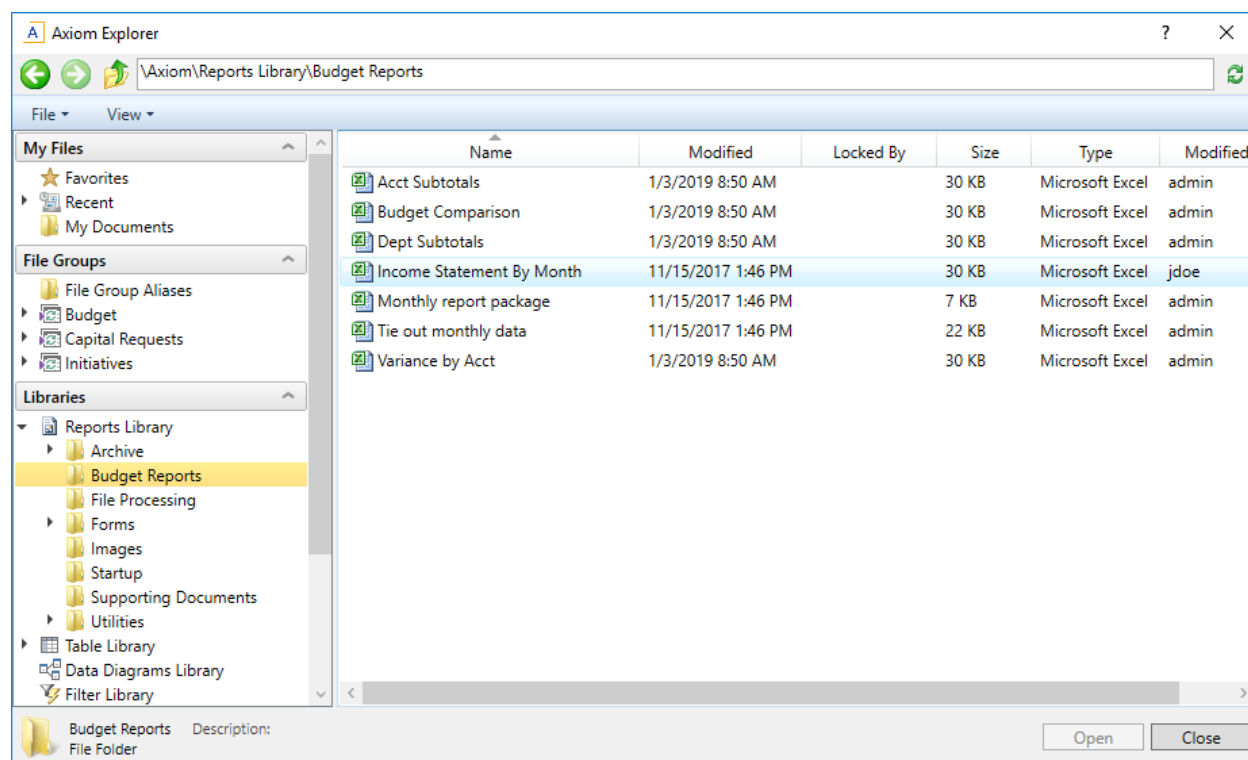 A Axiom Explorer ? 
\Axiom\Reports Library\Budget Reports
File View
My Files
Favorites
Recent
My Documents
File Groups
File Group Aliases
Budget
Capital Requests
Initiatives
Libraries
Reports Library
Archive
Budget Reports
File Processing
Forms
Images
Startup
Supporting Documents
Utilities
Table Library
Data Diagrams Library
Filter Library
Name Modified Locked By Size Type Modified
Acct Subtotals 1/3/2019 8:50 AM 30 KB Microsoft Excel admin
Budget Comparison 1/3/2019 8:50 AM 30 KB Microsoft Excel admin
Dept Subtotals 1/3/2019 8:50 AM 30 KB Microsoft Excel admin
Income Statement By Month 11/15/2017 1:46 PM 30 KB Microsoft Excel jdoe
Monthly report package 11/15/2017 1:46 PM 7 KB Microsoft Excel admin
Tie out monthly data 11/15/2017 1:46 PM 22 KB Microsoft Excel admin
Variance by Acct 1/3/2019 8:50 AM 30 KB Microsoft Excel admin
Budget Reports Description:
File Folder
Open Close